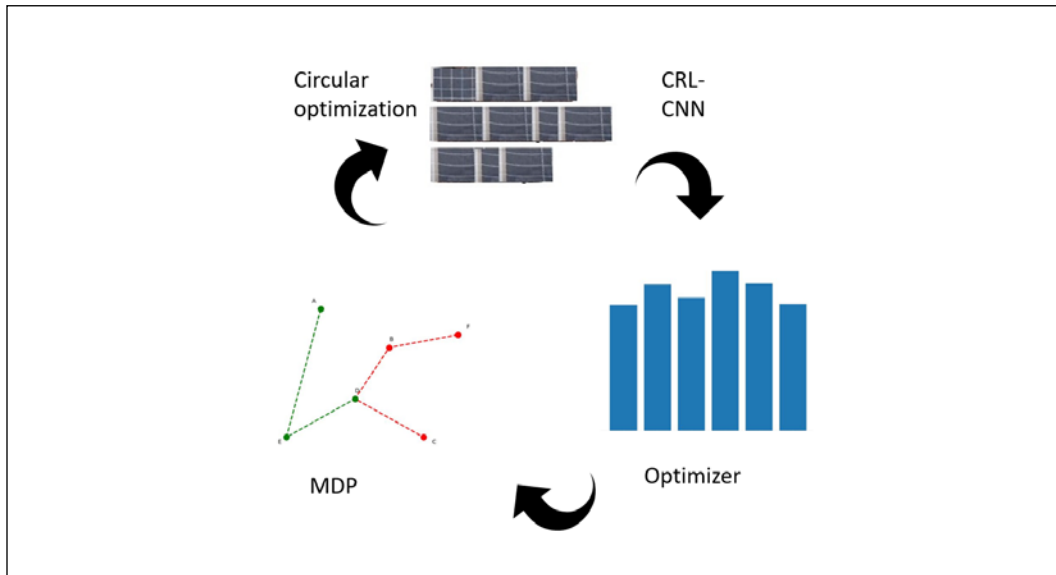 Circular
optimization
CRL-
CNN
A
B
F
D
E
C
MDP
Optimizer